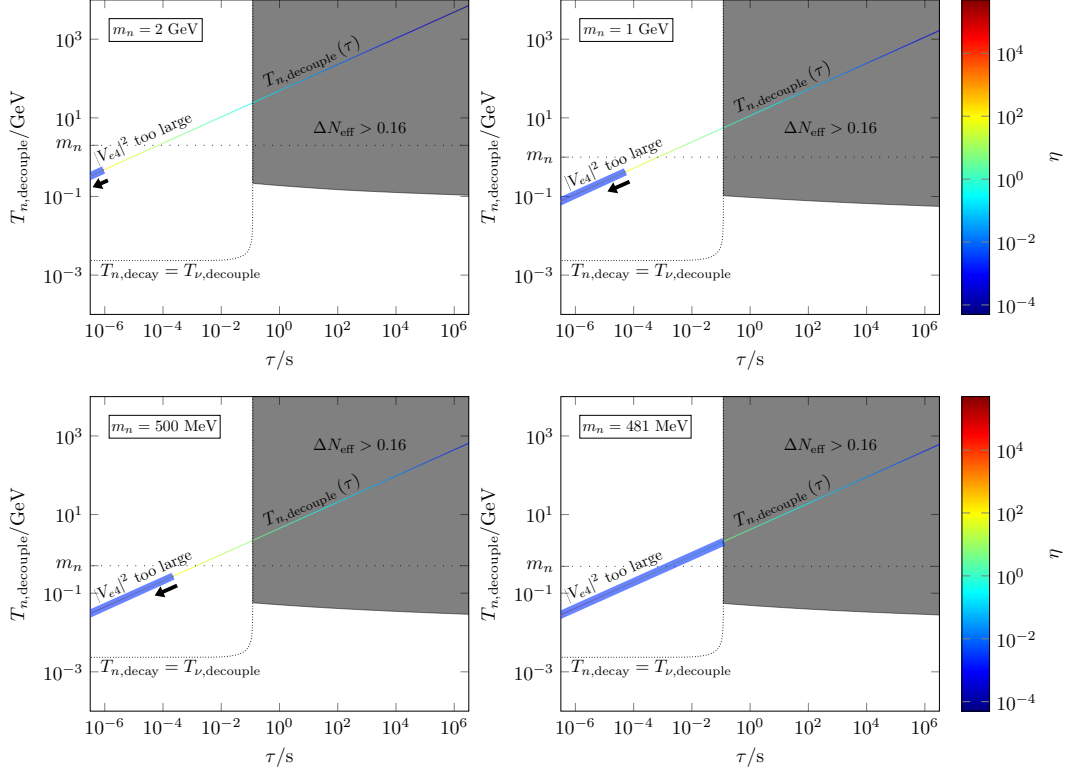 m_n = 2 GeV
T_{n,decouple}(τ)
|V_{e4}|^2 too large
ΔN_eff > 0.16
T_{n,decay} = T_{ν,decouple}
10^3
10^1
m_n
10^{-1}
10^{-3}
T_{n,decouple}/GeV
10^{-6} 10^{-4} 10^{-2} 10^0 10^2 10^4 10^6
τ/s
m_n = 1 GeV
T_{n,decouple}(τ)
|V_{e4}|^2 too large
ΔN_eff > 0.16
T_{n,decay} = T_{ν,decouple}
10^3
10^1
m_n
10^{-1}
10^{-3}
T_{n,decouple}/GeV
10^{-6} 10^{-4} 10^{-2} 10^0 10^2 10^4 10^6
τ/s
10^4
10^2
10^0
10^{-2}
10^{-4}
η
m_n = 500 MeV
ΔN_eff > 0.16
T_{n,decouple}(τ)
|V_{e4}|^2 too large
T_{n,decay} = T_{ν,decouple}
10^3
10^1
m_n
10^{-1}
10^{-3}
T_{n,decouple}/GeV
10^{-6} 10^{-4} 10^{-2} 10^0 10^2 10^4 10^6
τ/s
m_n = 481 MeV
ΔN_eff > 0.16
T_{n,decouple}(τ)
|V_{e4}|^2 too large
T_{n,decay} = T_{ν,decouple}
10^3
10^1
m_n
10^{-1}
10^{-3}
T_{n,decouple}/GeV
10^{-6} 10^{-4} 10^{-2} 10^0 10^2 10^4 10^6
τ/s
10^4
10^2
10^0
10^{-2}
10^{-4}
η